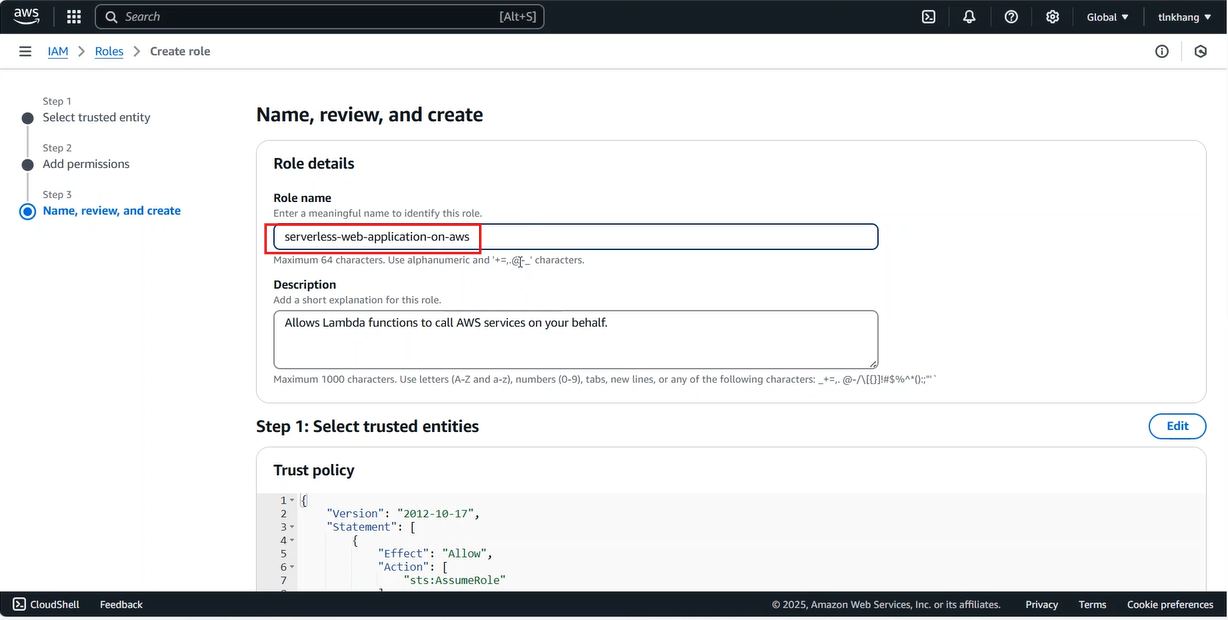 aws
Search
[Alt+S]
Global
tlnkhang
IAM
Roles
Create role
Step 1
Select trusted entity
Step 2
Add permissions
Step 3
Name, review, and create
Name, review, and create
Role details
Role name
Enter a meaningful name to identify this role.
serverless-web-application-on-aws
Maximum 64 characters. Use alphanumeric and '+=,.@-_' characters.
Description
Add a short explanation for this role.
Allows Lambda functions to call AWS services on your behalf.
Maximum 1000 characters. Use letters (A-Z and a-z), numbers (0-9), tabs, new lines, or any of the following characters: _+=,. @-/\[{}]!#$%^*();:"'`
Step 1: Select trusted entities
Edit
Trust policy
1 {
2 "Version": "2012-10-17",
3 "Statement": [
4 {
5 "Effect": "Allow",
6 "Action": [
7 "sts:AssumeRole"
CloudShell
Feedback
© 2025, Amazon Web Services, Inc. or its affiliates.
Privacy
Terms
Cookie preferences